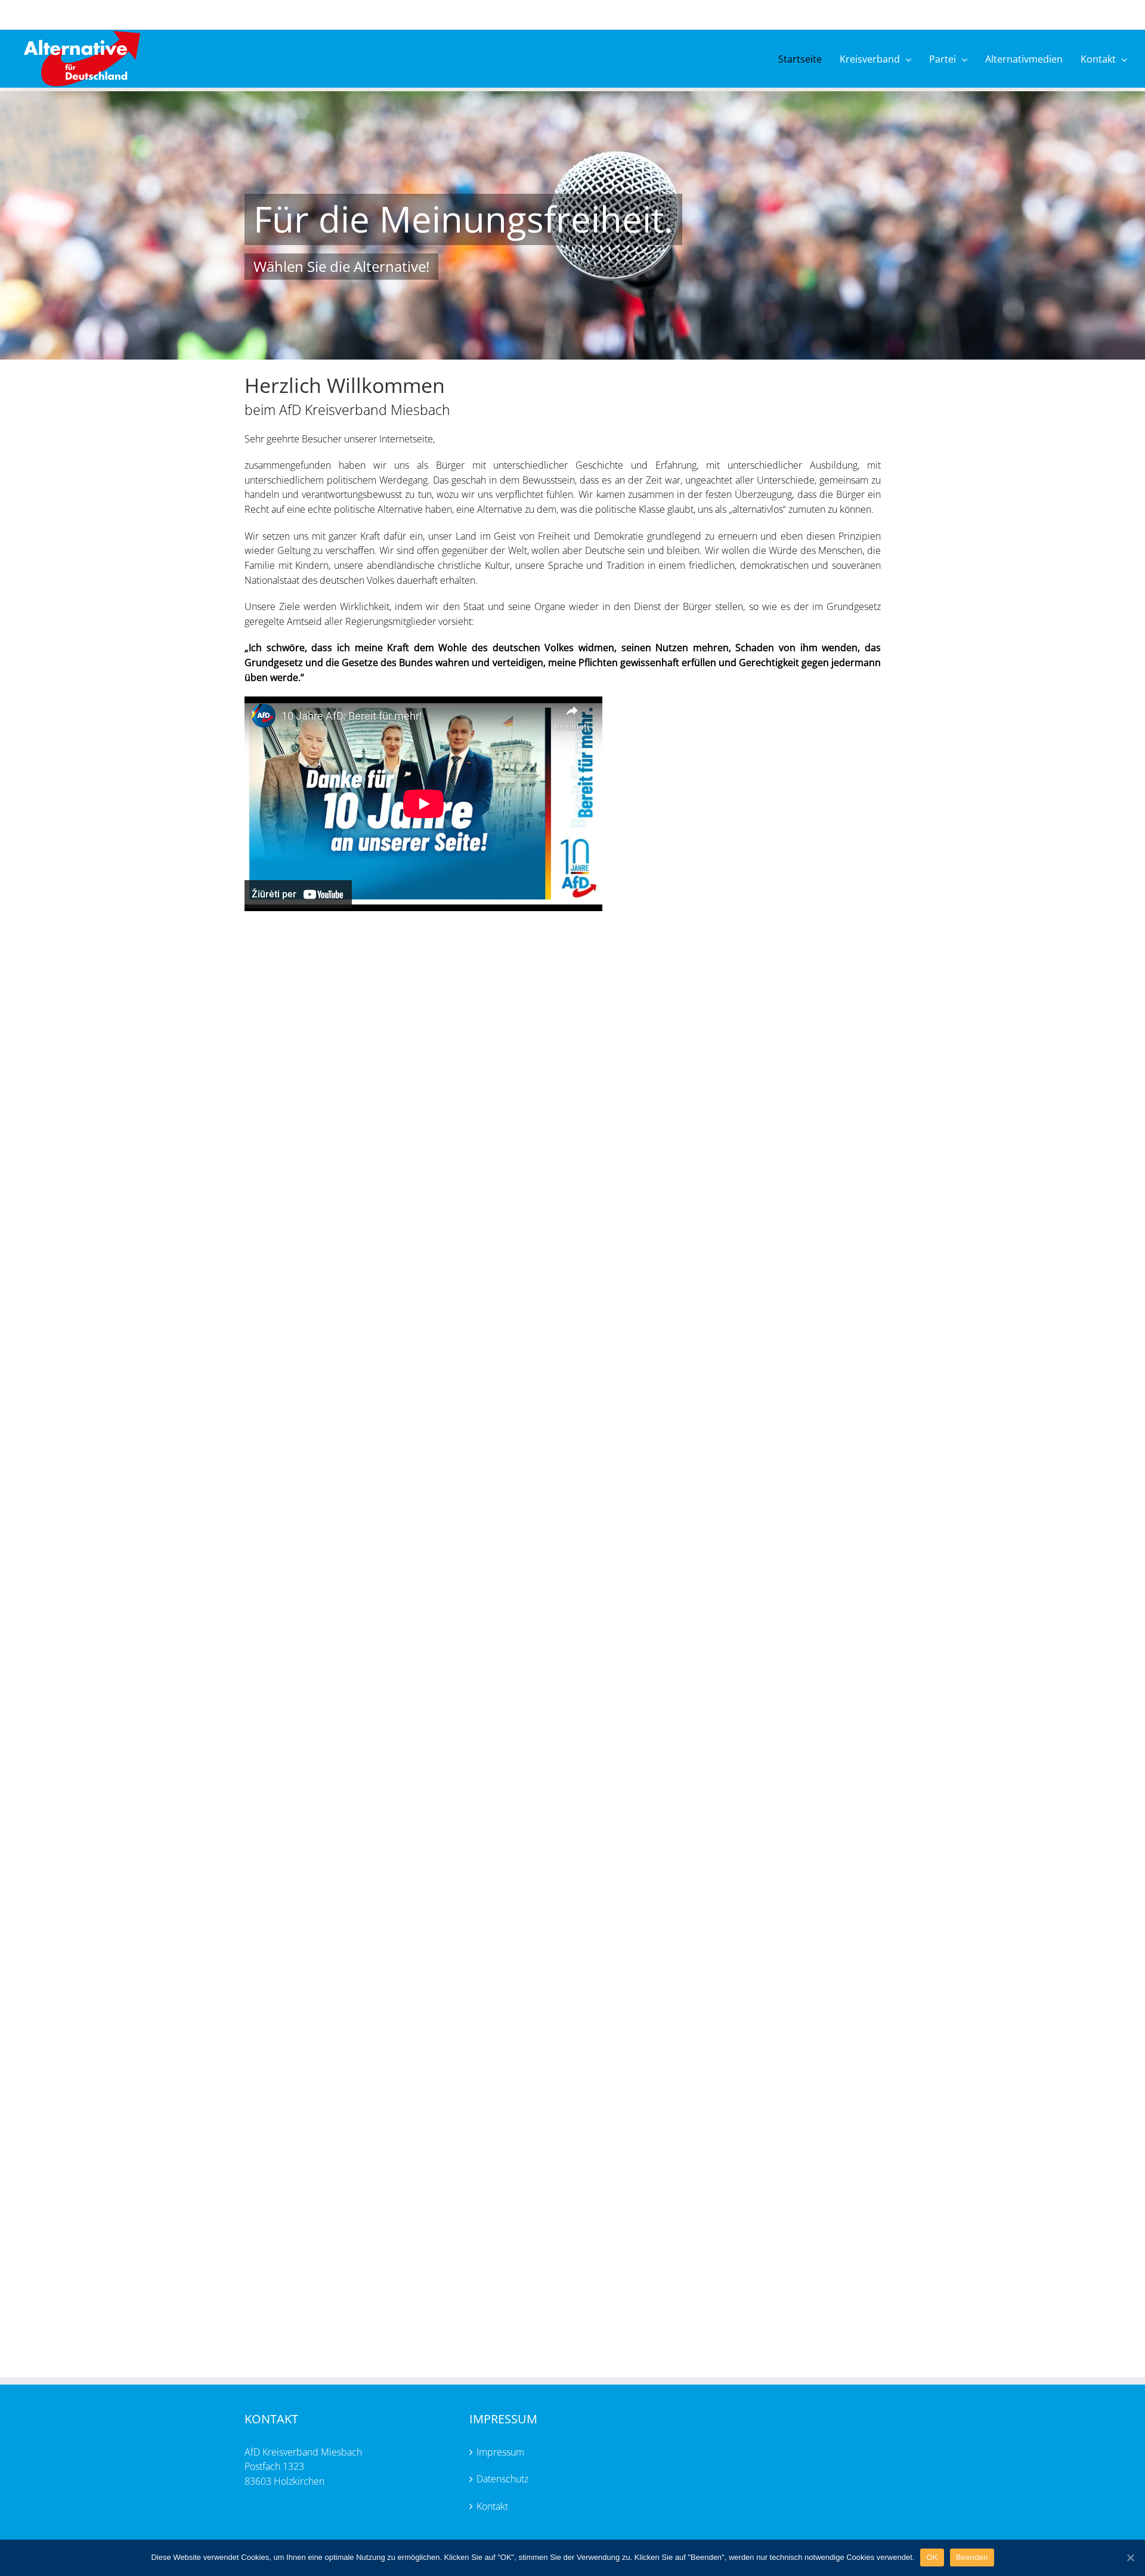 Alternative
für
Deutschland
Startseite
Kreisverband
Partei
Alternativmedien
Kontakt
Für die Meinungsfreiheit.
Wählen Sie die Alternative!
Herzlich Willkommen
beim AfD Kreisverband Miesbach
Sehr geehrte Besucher unserer Internetseite,
zusammengefunden haben wir uns als Bürger mit unterschiedlicher Geschichte und Erfahrung, mit unterschiedlicher Ausbildung, mit
unterschiedlichem politischem Werdegang. Das geschah in dem Bewusstsein, dass es an der Zeit war, ungeachtet aller Unterschiede, gemeinsam zu
handeln und verantwortungsbewusst zu tun, wozu wir uns verpflichtet fühlen. Wir kamen zusammen in der festen Überzeugung, dass die Bürger ein
Recht auf eine echte politische Alternative haben, eine Alternative zu dem, was die politische Klasse glaubt, uns als „alternativlos“ zumuten zu können.
Wir setzen uns mit ganzer Kraft dafür ein, unser Land im Geist von Freiheit und Demokratie grundlegend zu erneuern und eben diesen Prinzipien
wieder Geltung zu verschaffen. Wir sind offen gegenüber der Welt, wollen aber Deutsche sein und bleiben. Wir wollen die Würde des Menschen, die
Familie mit Kindern, unsere abendländische christliche Kultur, unsere Sprache und Tradition in einem friedlichen, demokratischen und souveränen
Nationalstaat des deutschen Volkes dauerhaft erhalten.
Unsere Ziele werden Wirklichkeit, indem wir den Staat und seine Organe wieder in den Dienst der Bürger stellen, so wie es der im Grundgesetz
geregelte Amtseid aller Regierungsmitglieder vorsieht:
„Ich schwöre, dass ich meine Kraft dem Wohle des deutschen Volkes widmen, seinen Nutzen mehren, Schaden von ihm wenden, das
Grundgesetz und die Gesetze des Bundes wahren und verteidigen, meine Pflichten gewissenhaft erfüllen und Gerechtigkeit gegen jedermann
üben werde.“
AfD
10 Jahre AfD: Bereit für mehr!
Danke für
10 Jahre
an unserer Seite!
Bereit für mehr.
10
JAHRE
AfD
Žiūrėti per YouTube
KONTAKT
AfD Kreisverband Miesbach
Postfach 1323
83603 Holzkirchen
IMPRESSUM
Impressum
Datenschutz
Kontakt
Diese Website verwendet Cookies, um Ihnen eine optimale Nutzung zu ermöglichen. Klicken Sie auf "OK", stimmen Sie der Verwendung zu. Klicken Sie auf "Beenden", werden nur technisch notwendige Cookies verwendet.
OK
Beenden